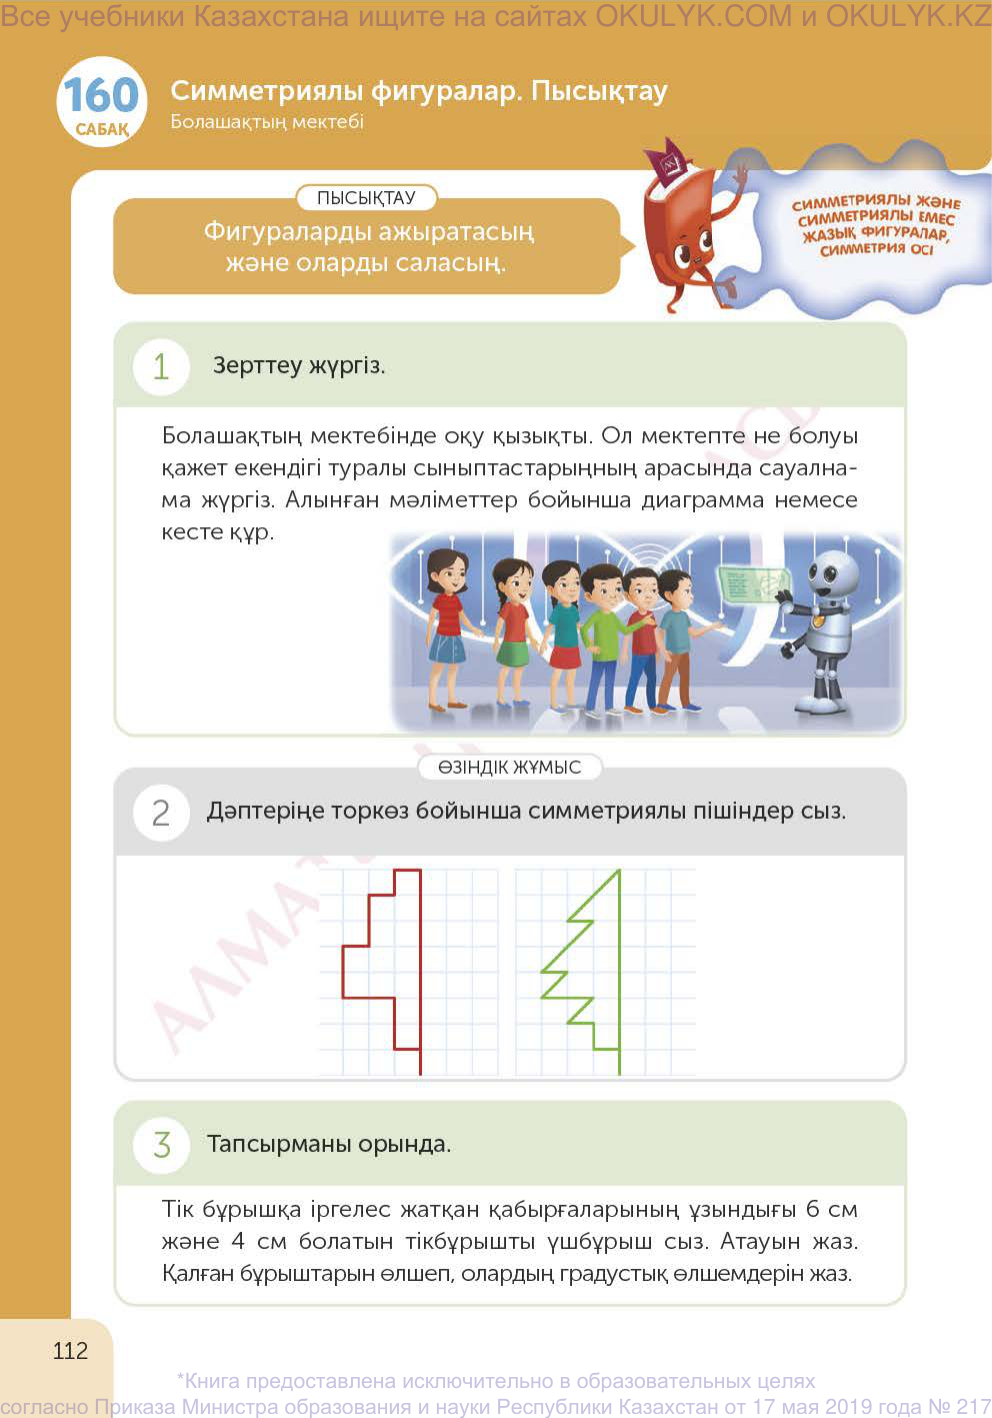 Все учебники Казахстана ищите на сайтах OKULYK.COM и OKULYK.KZ
160
САБАҚ
Симметриялы фигуралар. Пысықтау
Болашақтың мектебі
ПЫСЫҚТАУ
Фигураларды ажыратасың
және оларды саласың.
СИММЕТРИЯЛЫ ЖӘНЕ
СИММЕТРИЯЛЫ ЕМЕС
ЖАЗЫҚ ФИГУРАЛАР,
СИММЕТРИЯ ОСІ
1 Зерттеу жүргіз.
Болашақтың мектебінде оқу қызықты. Ол мектепте не болуы
қажет екендігі туралы сыныптастарыңның арасында сауална-
ма жүргіз. Алынған мәліметтер бойынша диаграмма немесе
кесте құр.
ӨЗІНДІК ЖҰМЫС
2 Дәптеріңе торкөз бойынша симметриялы пішіндер сыз.
3 Тапсырманы орында.
Тік бұрышқа іргелес жатқан қабырғаларының ұзындығы 6 см
және 4 см болатын тікбұрышты үшбұрыш сыз. Атауын жаз.
Қалған бұрыштарын өлшеп, олардың градустық өлшемдерін жаз.
112
*Книга предоставлена исключительно в образовательных целях
согласно Приказа Министра образования и науки Республики Казахстан от 17 мая 2019 года № 217